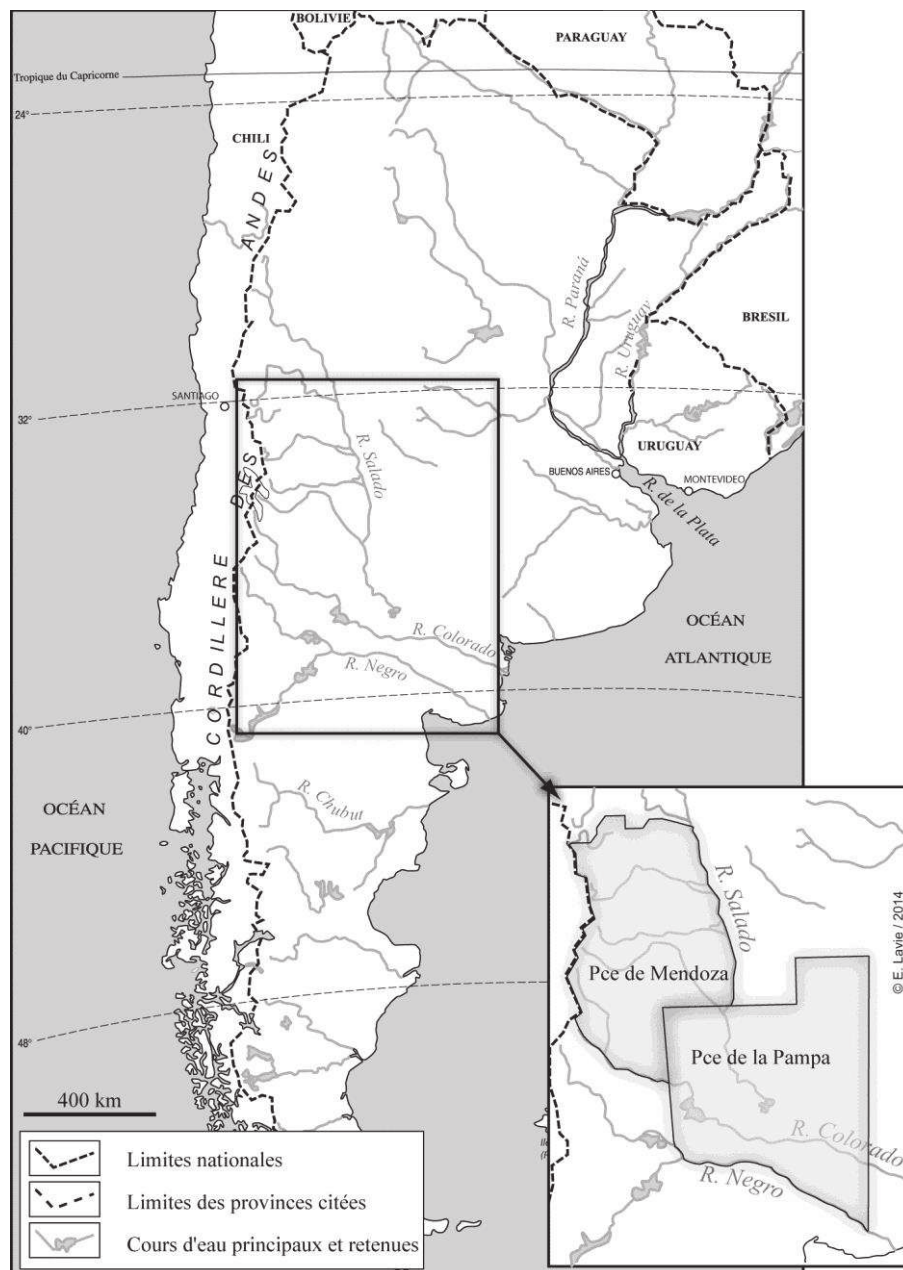 BOLIVIE
PARAGUAY
Tropique du Capricorne
24°
CHILI
ANDES
BRESIL
R. Paraná
R. Uruguay
SANTIAGO
32°
URUGUAY
R. Salado
DES
BUENOS AIRES
MONTEVIDEO
R. de la Plata
CORDILLERE
OCÉAN
ATLANTIQUE
R. Colorado
R. Negro
40°
R. Chubut
OCÉAN
PACIFIQUE
R. Salado
© E. Lavie / 2014
Pce de Mendoza
48°
Pce de la Pampa
400 km
R. Colorado
R. Negro
Limites nationales
Limites des provinces citées
Cours d'eau principaux et retenues